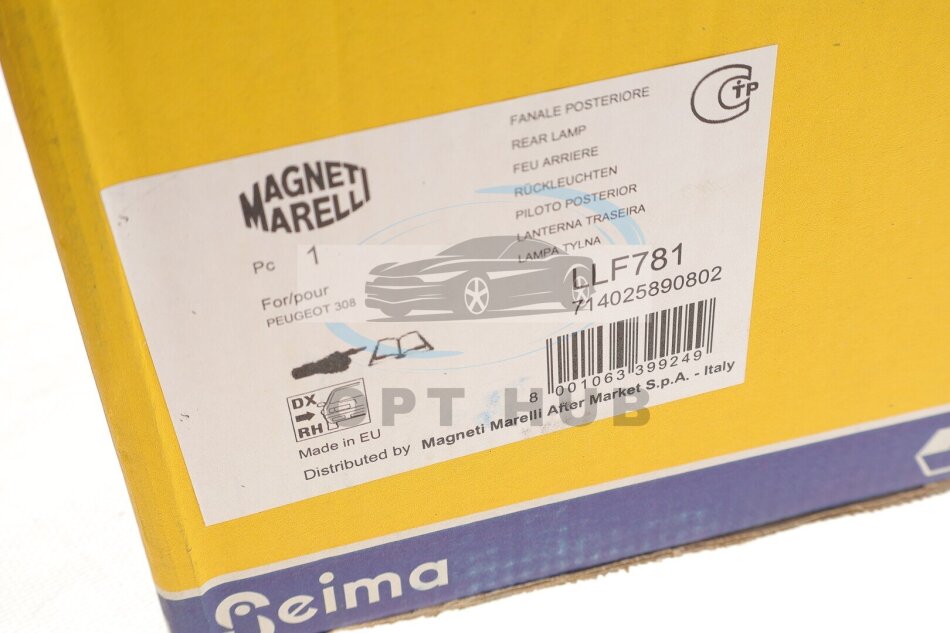 MAGNETI
MARELLI
Pc 1
For/pour
PEUGEOT 308
FANALE POSTERIORE
REAR LAMP
FEU ARRIERE
RÜCKLEUCHTEN
PILOTO POSTERIOR
LANTERNA TRASEIRA
LAMPA TYLNA
LLF781
714025890802
8 001063 399249
DX
RH
Made in EU
Distributed by Magneti Marelli After Market S.p.A. - Italy
OPT HUB
Seima